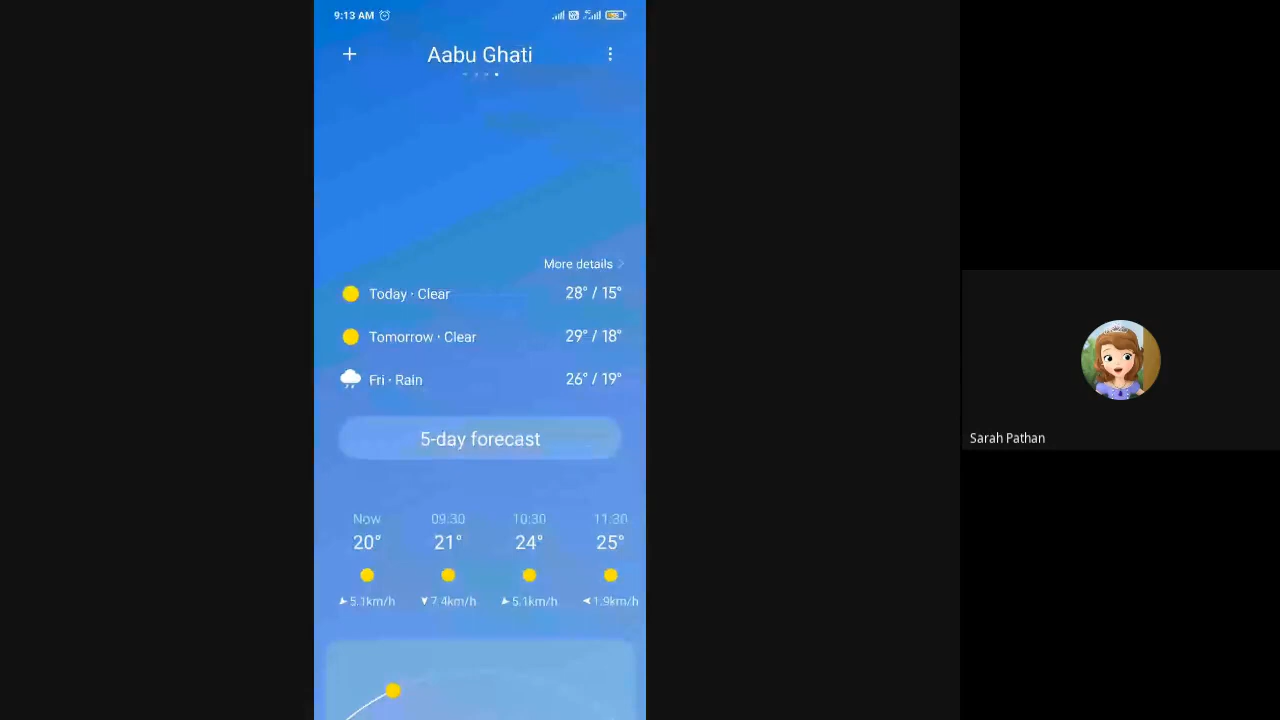 9:13 AM
Aabu Ghati
More details
Today · Clear 28° / 15°
Tomorrow · Clear 29° / 18°
Fri · Rain 26° / 19°
5-day forecast
Now 09:30 10:30 11:30
20° 21° 24° 25°
5.1km/h 7.4km/h 5.1km/h 1.9km/h
Sarah Pathan